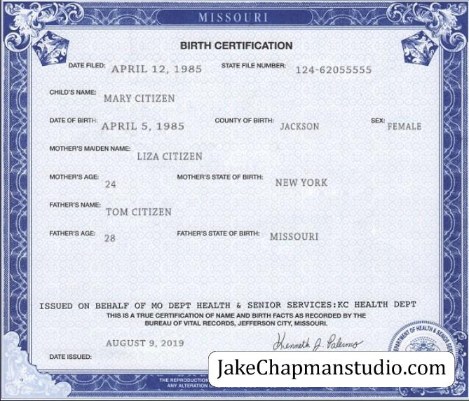 MISSOURI
BIRTH CERTIFICATION
DATE FILED: APRIL 12, 1985 STATE FILE NUMBER: 124-62055555
CHILD'S NAME: MARY CITIZEN
DATE OF BIRTH: APRIL 5, 1985 COUNTY OF BIRTH: JACKSON SEX: FEMALE
MOTHER'S MAIDEN NAME: LIZA CITIZEN
MOTHER'S AGE: 24 MOTHER'S STATE OF BIRTH: NEW YORK
FATHER'S NAME: TOM CITIZEN
FATHER'S AGE: 28 FATHER'S STATE OF BIRTH: MISSOURI
ISSUED ON BEHALF OF MO DEPT HEALTH & SENIOR SERVICES:KC HEALTH DEPT
THIS IS A TRUE CERTIFICATION OF NAME AND BIRTH FACTS AS RECORDED BY THE
BUREAU OF VITAL RECORDS, JEFFERSON CITY, MISSOURI.
DATE ISSUED: AUGUST 9, 2019 Kenneth J. Palermo
OF HEALTH & SENIOR
JakeChapmanstudio.com
THE REPRODUCTION
ANY ALTERATION